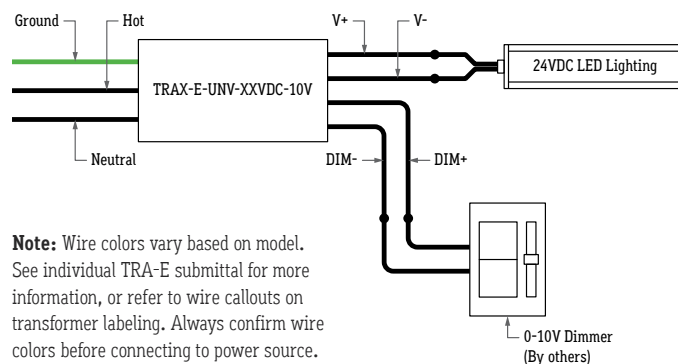 Ground
Hot
V+
V-
TRAX-E-UNV-XXVDC-10V
24VDC LED Lighting
Neutral
DIM-
DIM+
Note: Wire colors vary based on model.
See individual TRA-E submittal for more
information, or refer to wire callouts on
transformer labeling. Always confirm wire
colors before connecting to power source.
0-10V Dimmer
(By others)